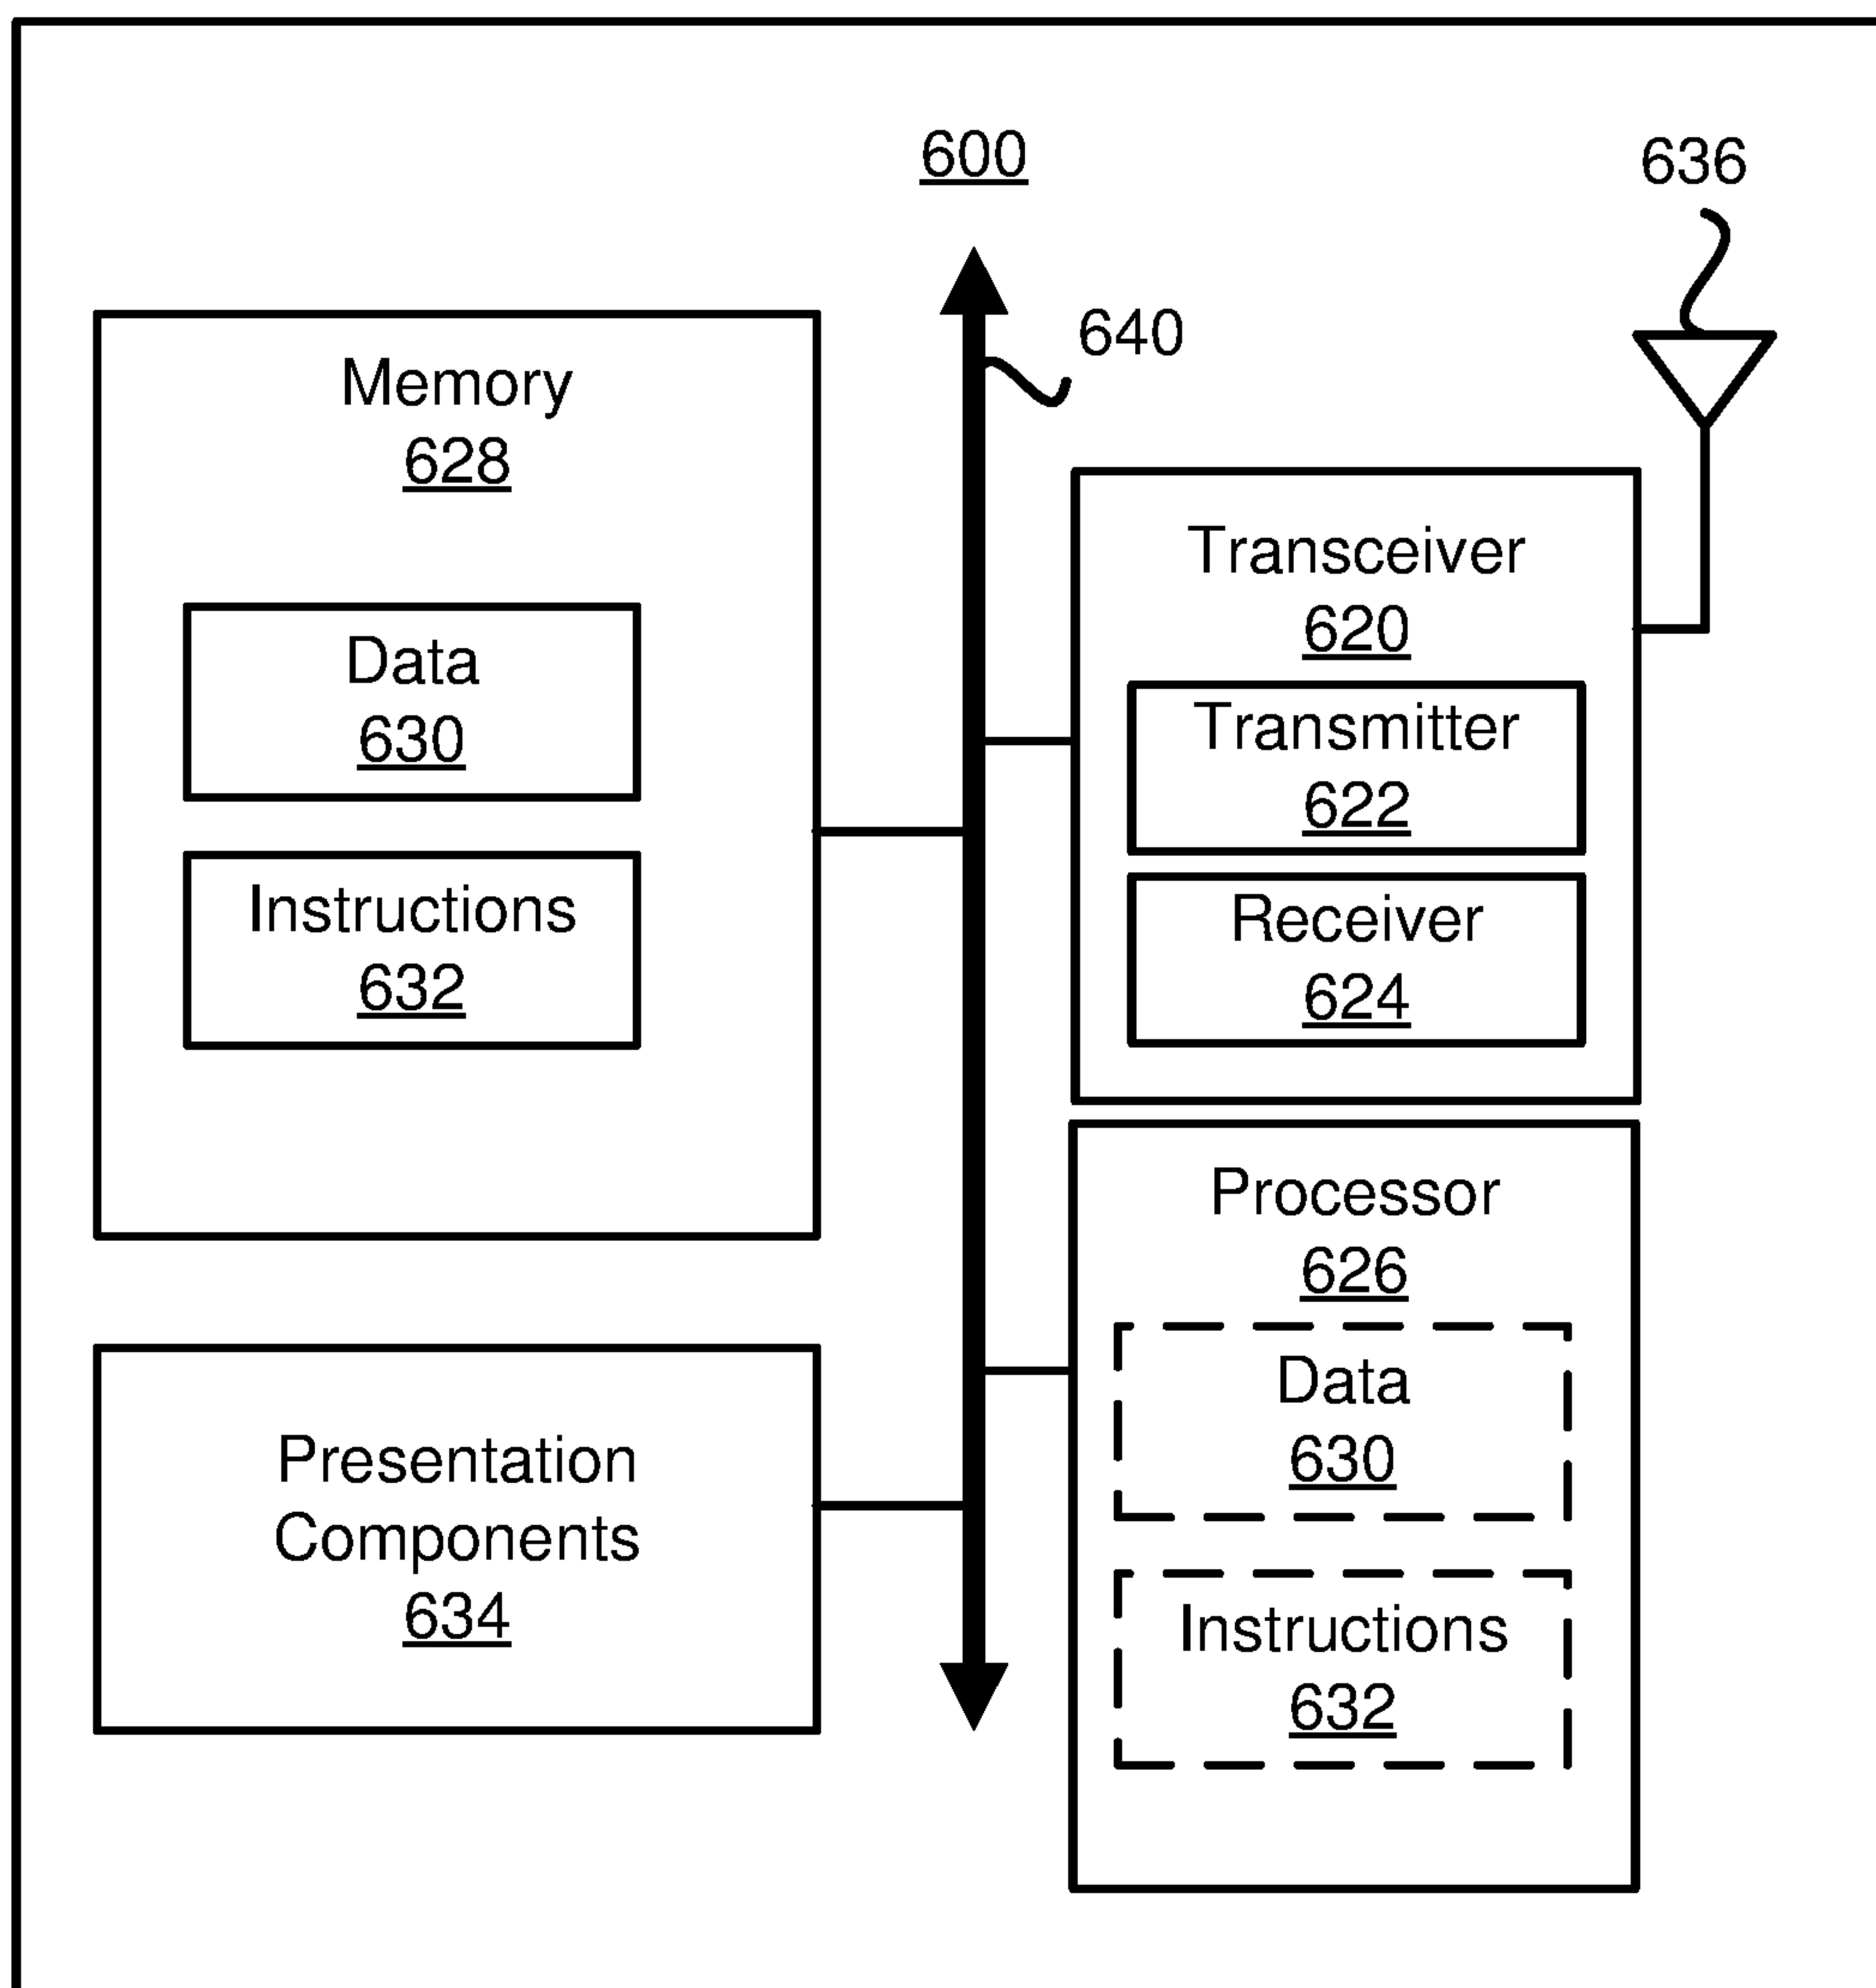 600
636
640
Memory
628
Data
630
Instructions
632
Transceiver
620
Transmitter
622
Receiver
624
Processor
626
Data
630
Instructions
632
Presentation
Components
634